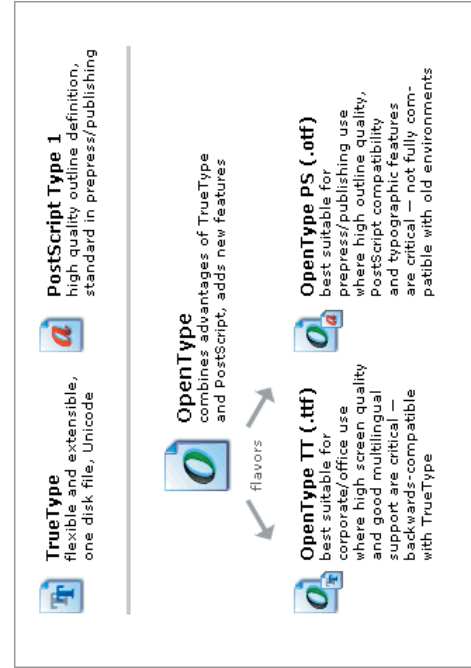 TrueType
flexible and extensible,
one disk file, Unicode
PostScript Type 1
high quality outline definition,
standard in prepress/publishing
OpenType
combines advantages of TrueType
and PostScript, adds new features
flavors
OpenType TT (.ttf)
best suitable for
corporate/office use
where high screen quality
and good multilingual
support are critical —
backwards-compatible
with TrueType
OpenType PS (.otf)
best suitable for
prepress/publishing use
where high outline quality,
PostScript compatibility
and typographic features
are critical — not fully com-
patible with old environments